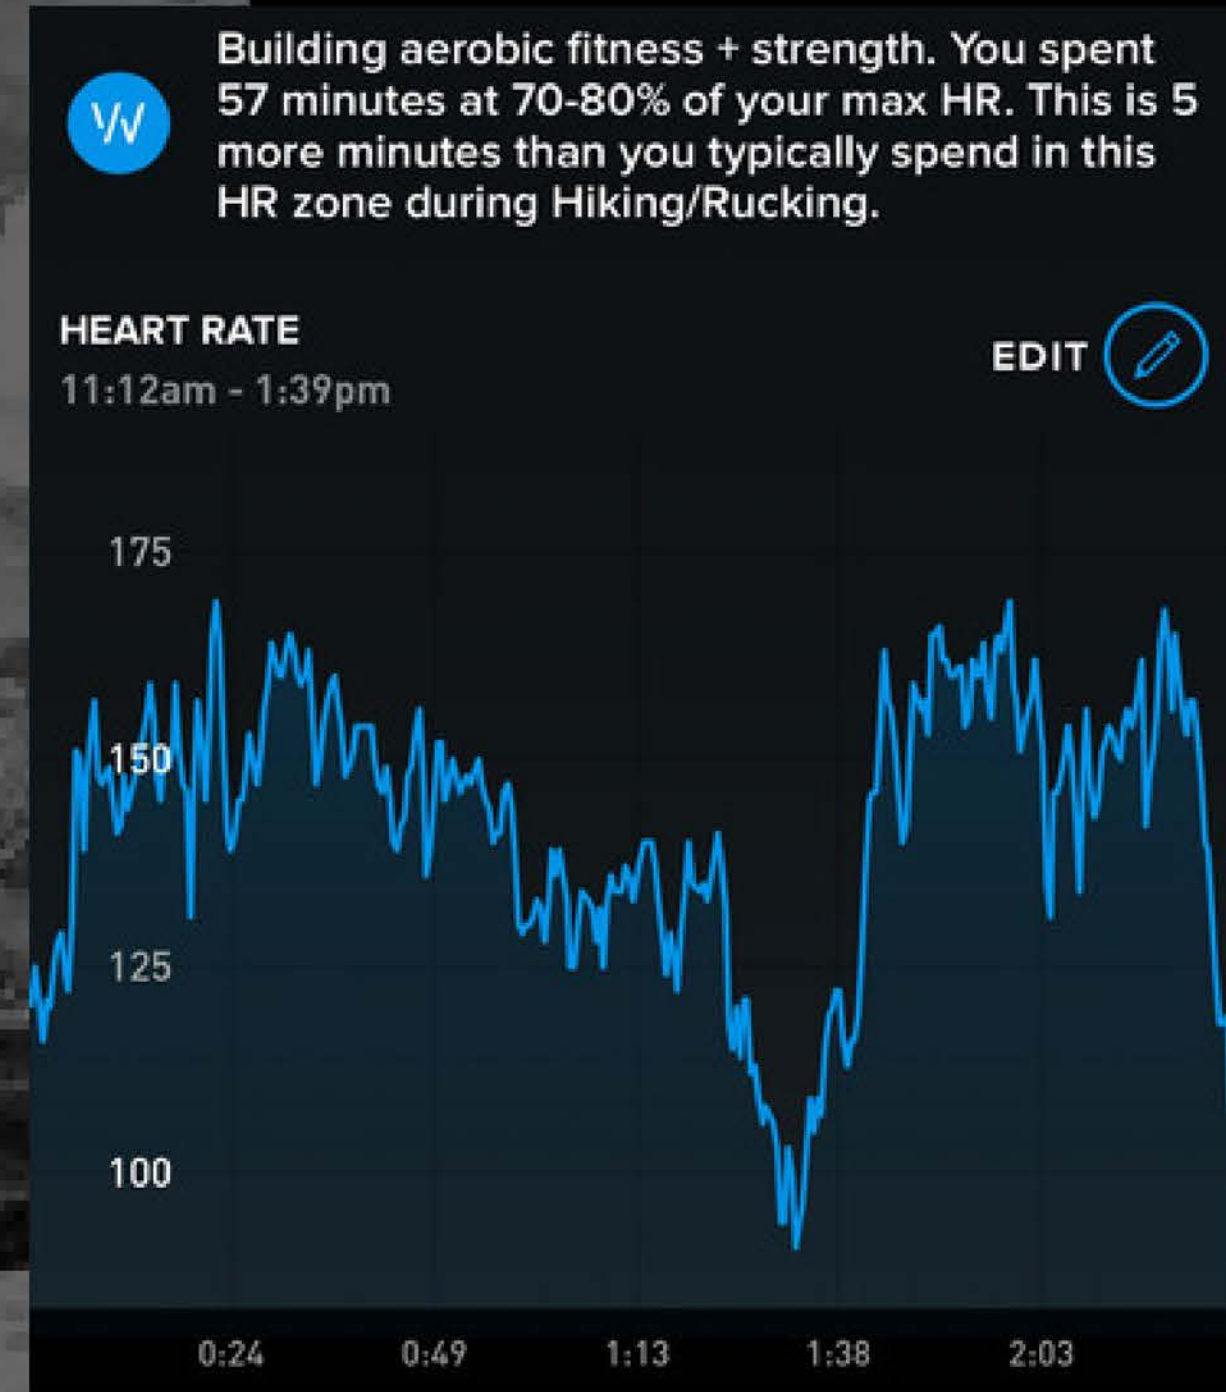 Building aerobic fitness + strength. You spent
57 minutes at 70-80% of your max HR. This is 5
more minutes than you typically spend in this
HR zone during Hiking/Rucking.
W
HEART RATE
EDIT
11:12am - 1:39pm
175
150
125
100
0:24 0:49 1:13 1:38 2:03